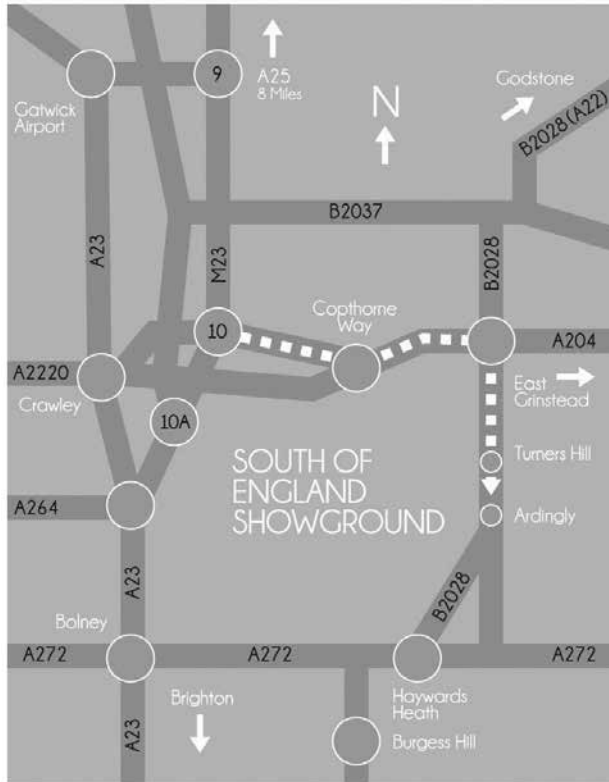 9
A25
8 Miles
Godstone
Gatwick
Airport
N
B2028 (A22)
B2037
A23
M23
B2028
Copthorne
Way
10
A204
A2220
Crawley
East
Grinstead
10A
Turners Hill
SOUTH OF
ENGLAND
SHOWGROUND
A264
Ardingly
A23
B2028
Bolney
A272
A272
A272
Brighton
Haywards
Heath
A23
Burgess Hill